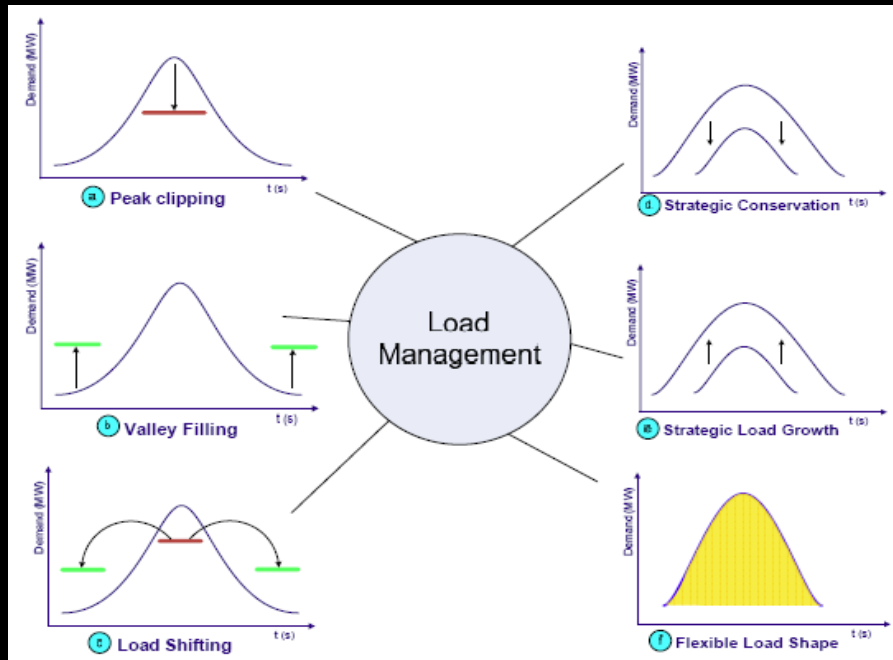 Demand (MW)
t (s)
a Peak clipping
Demand (MW)
t (s)
b Valley Filling
Demand (MW)
t (s)
c Load Shifting
Load
Management
Demand (MW)
d Strategic Conservation t (s)
Demand (MW)
t (s)
e Strategic Load Growth
Demand (MW)
t (s)
f Flexible Load Shape